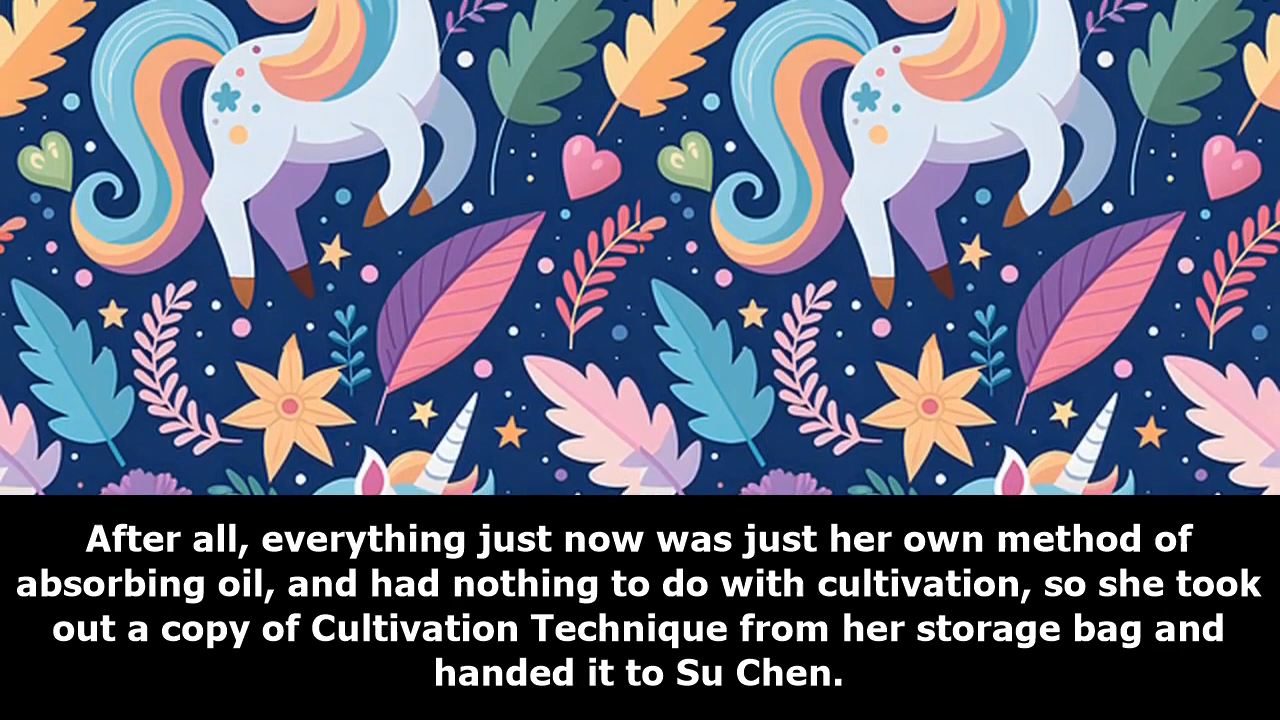 After all, everything just now was just her own method of
absorbing oil, and had nothing to do with cultivation, so she took
out a copy of Cultivation Technique from her storage bag and
handed it to Su Chen.